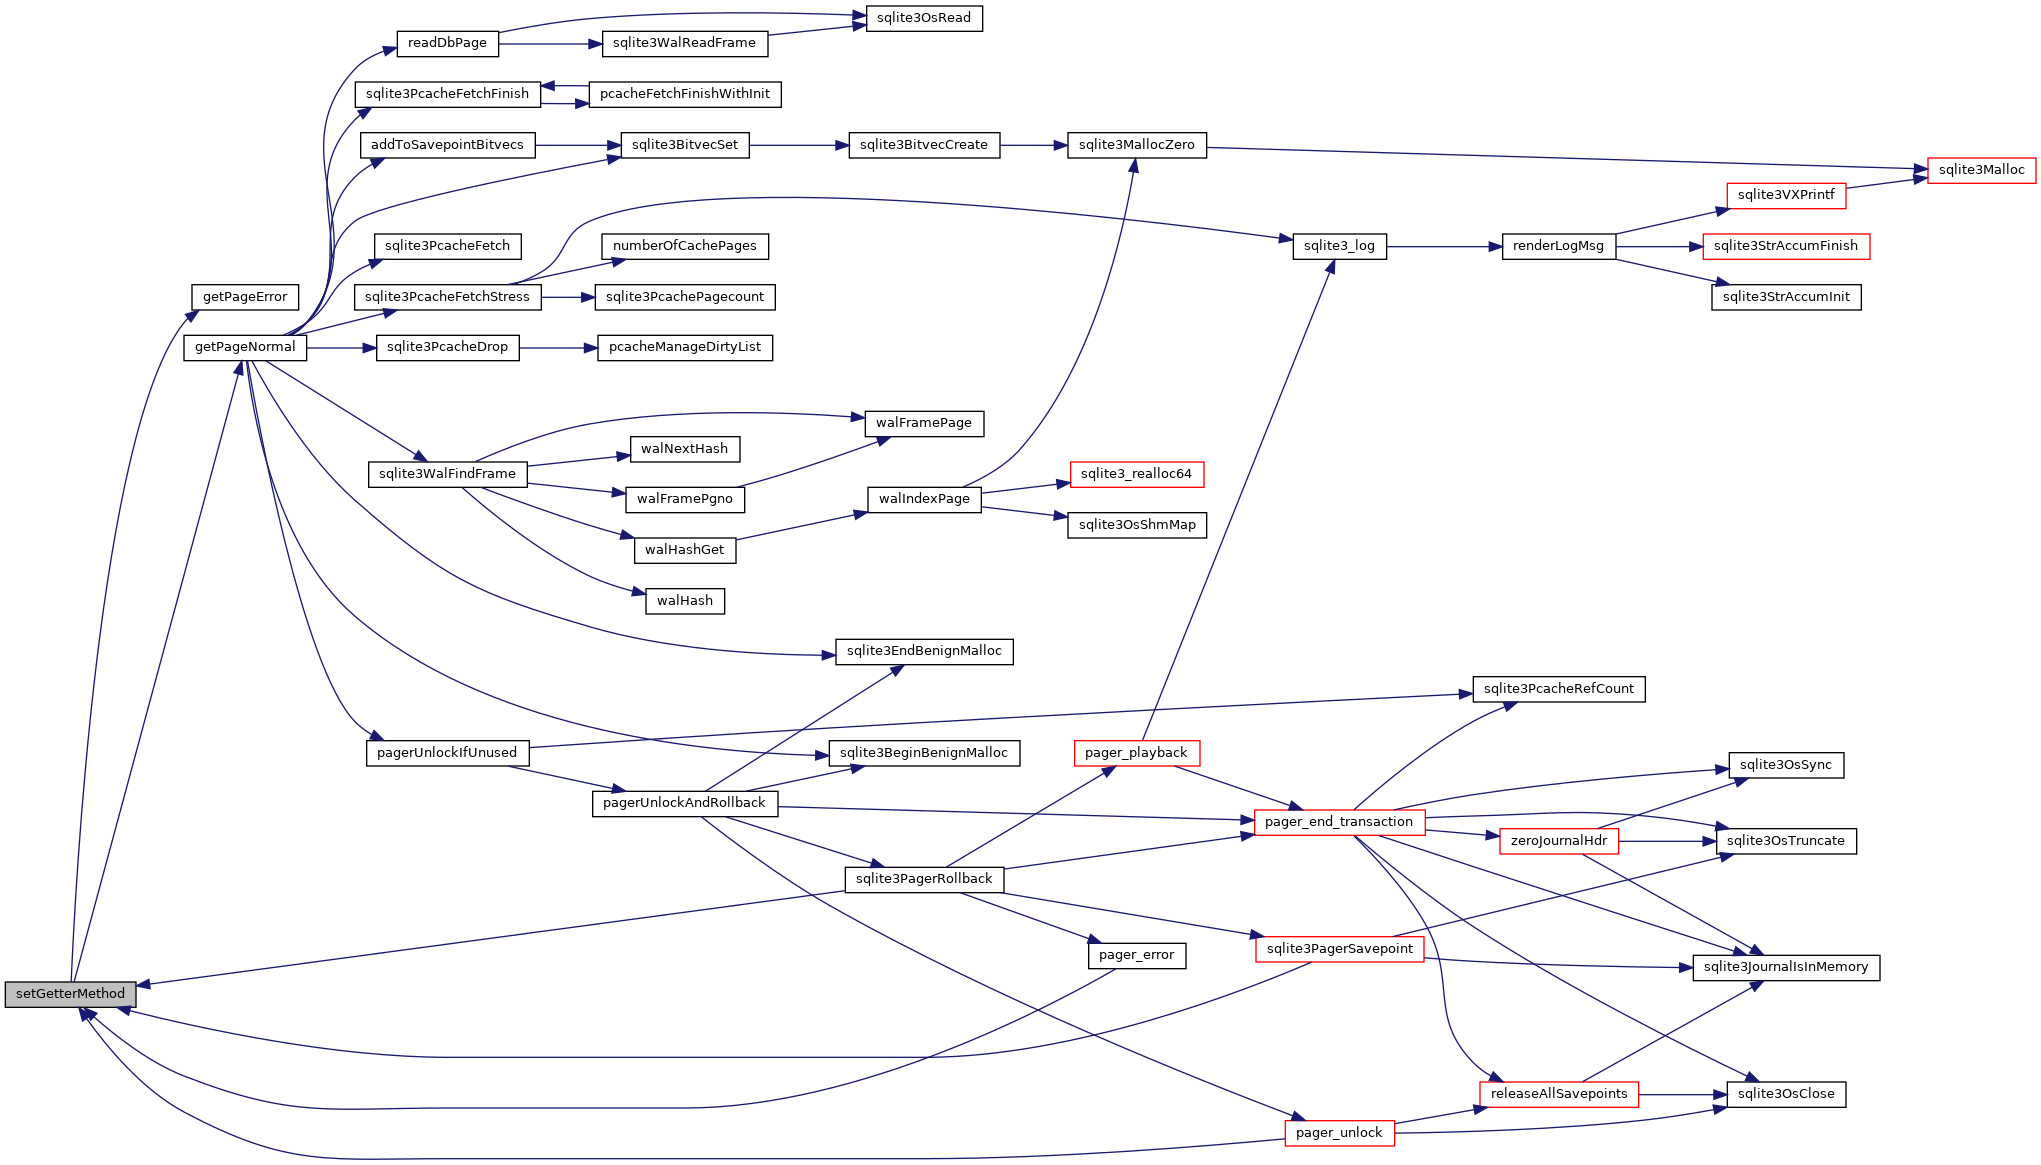 sqlite3OsRead
readDbPage
sqlite3WalReadFrame
sqlite3PcacheFetchFinish
pcacheFetchFinishWithInit
addToSavepointBitvecs
sqlite3BitvecSet
sqlite3BitvecCreate
sqlite3MallocZero
sqlite3Malloc
sqlite3VXPrintf
sqlite3PcacheFetch
numberOfCachePages
sqlite3_log
renderLogMsg
sqlite3StrAccumFinish
getPageError
sqlite3PcacheFetchStress
sqlite3PcachePagecount
sqlite3StrAccumInit
getPageNormal
sqlite3PcacheDrop
pcacheManageDirtyList
walFramePage
walNextHash
sqlite3WalFindFrame
sqlite3_realloc64
walFramePgno
walIndexPage
sqlite3OsShmMap
walHashGet
walHash
sqlite3EndBenignMalloc
sqlite3PcacheRefCount
pagerUnlockIfUnused
sqlite3BeginBenignMalloc
pager_playback
sqlite3OsSync
pagerUnlockAndRollback
pager_end_transaction
zeroJournalHdr
sqlite3OsTruncate
sqlite3PagerRollback
sqlite3PagerSavepoint
pager_error
sqlite3JournalIsInMemory
setGetterMethod
releaseAllSavepoints
sqlite3OsClose
pager_unlock